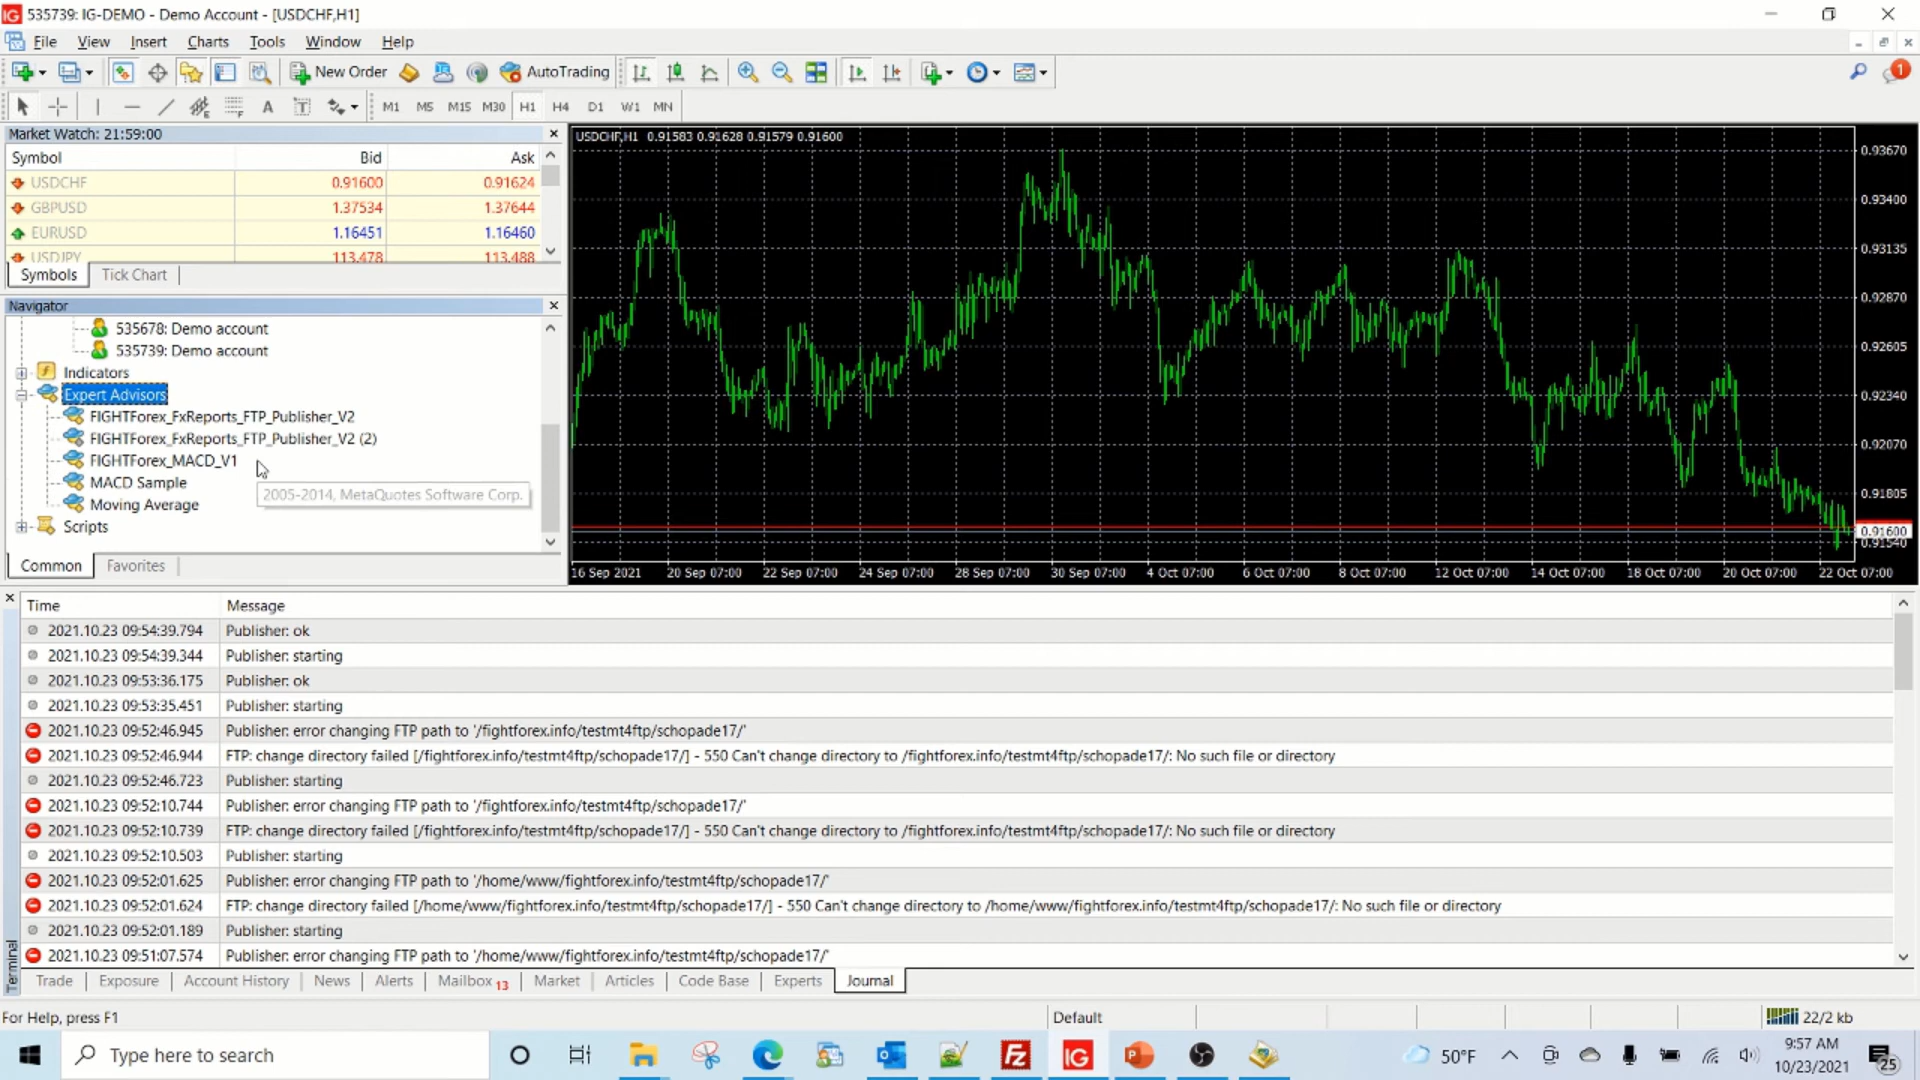 535739: IG-DEMO - Demo Account - [USDCHF,H1]
File View Insert Charts Tools Window Help
New Order AutoTrading
1
A T M1 M5 M15 M30 H1 H4 D1 W1 MN
Market Watch: 21:59:00
Symbol Bid Ask
USDCHF 0.91600 0.91624
GBPUSD 1.37534 1.37644
EURUSD 1.16451 1.16460
USDJPY 113.478 113.488
Symbols Tick Chart
Navigator
535678: Demo account
535739: Demo account
Indicators
Expert Advisors
FIGHTForex_FxReports_FTP_Publisher_V2
FIGHTForex_FxReports_FTP_Publisher_V2 (2)
FIGHTForex_MACD_V1
MACD Sample
2005-2014, MetaQuotes Software Corp.
Moving Average
Scripts
Common Favorites
USDCHF,H1 0.91583 0.91628 0.91579 0.91600
0.93670
0.93400
0.93135
0.92870
0.92605
0.92340
0.92070
0.91805
0.91600
0.91540
16 Sep 2021 20 Sep 07:00 22 Sep 07:00 24 Sep 07:00 28 Sep 07:00 30 Sep 07:00 4 Oct 07:00 6 Oct 07:00 8 Oct 07:00 12 Oct 07:00 14 Oct 07:00 18 Oct 07:00 20 Oct 07:00 22 Oct 07:00
Time Message
2021.10.23 09:54:39.794 Publisher: ok
2021.10.23 09:54:39.344 Publisher: starting
2021.10.23 09:53:36.175 Publisher: ok
2021.10.23 09:53:35.451 Publisher: starting
2021.10.23 09:52:46.945 Publisher: error changing FTP path to '/fightforex.info/testmt4ftp/schopade17/'
2021.10.23 09:52:46.944 FTP: change directory failed [/fightforex.info/testmt4ftp/schopade17/] - 550 Can't change directory to /fightforex.info/testmt4ftp/schopade17/: No such file or directory
2021.10.23 09:52:46.723 Publisher: starting
2021.10.23 09:52:10.744 Publisher: error changing FTP path to '/fightforex.info/testmt4ftp/schopade17/'
2021.10.23 09:52:10.739 FTP: change directory failed [/fightforex.info/testmt4ftp/schopade17/] - 550 Can't change directory to /fightforex.info/testmt4ftp/schopade17/: No such file or directory
2021.10.23 09:52:10.503 Publisher: starting
2021.10.23 09:52:01.625 Publisher: error changing FTP path to '/home/www/fightforex.info/testmt4ftp/schopade17/'
2021.10.23 09:52:01.624 FTP: change directory failed [/home/www/fightforex.info/testmt4ftp/schopade17/] - 550 Can't change directory to /home/www/fightforex.info/testmt4ftp/schopade17/: No such file or directory
2021.10.23 09:52:01.189 Publisher: starting
2021.10.23 09:51:07.574 Publisher: error changing FTP path to '/home/www/fightforex.info/testmt4ftp/schopade17/'
Terminal
Trade Exposure Account History News Alerts Mailbox 13 Market Articles Code Base Experts Journal
For Help, press F1 Default 22/2 kb
Type here to search
50°F
9:57 AM
10/23/2021
25